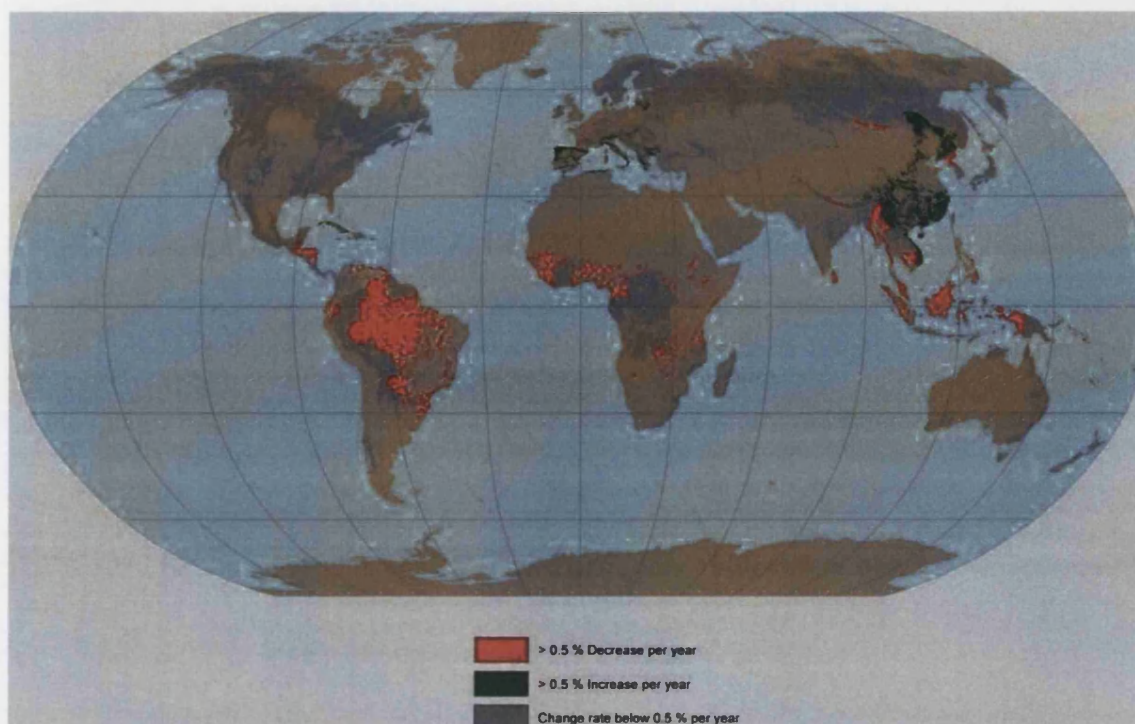 > 0.5 % Decrease per year
> 0.5 % Increase per year
Change rate below 0.5 % per year